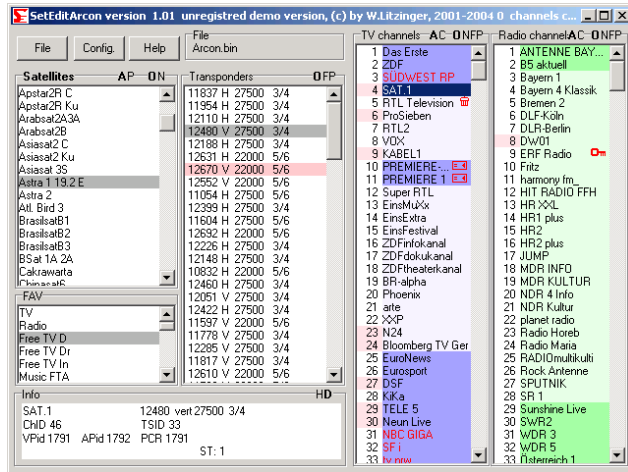 SetEditArcon version 1.01 unregistred demo version, (c) by W.Litzinger, 2001-2004 0 channels c...
File
Config.
Help
File
Arcon.bin
Satellites AP ON
Apstar2R C
Apstar2R Ku
Arabsat2A3A
Arabsat2B
Asiasat2 C
Asiasat2 Ku
Asiasat 3S
Astra 1 19.2 E
Astra 2
Atl. Bird 3
BrasilsatB1
BrasilsatB2
BrasilsatB3
BSat 1A 2A
Cakrawarta
Chinasat6
FAV
TV
Radio
Free TV D
Free TV Dr
Free TV In
Music FTA
Transponders OFP
11837 H 27500 3/4
11954 H 27500 3/4
12110 H 27500 3/4
12480 V 27500 3/4
12188 H 27500 3/4
12631 H 22000 5/6
12670 V 22000 5/6
12552 V 22000 5/6
11054 H 27500 5/6
12399 H 27500 3/4
11604 H 27500 5/6
12692 H 22000 5/6
12226 H 27500 3/4
12148 H 27500 3/4
10832 H 22000 5/6
12460 H 27500 3/4
12051 V 27500 3/4
12422 H 27500 3/4
11597 V 22000 5/6
11778 V 27500 3/4
12285 V 27500 3/4
11817 V 27500 3/4
12610 V 22000 5/6
Info HD
SAT.1 12480 vert 27500 3/4
ChID 46 TSID 33
VPid 1791 APid 1792 PCR 1791
ST: 1
TV channels AC ONFP
1 Das Erste
2 ZDF
3 SÜDWEST RP
4 SAT.1
5 RTL Television
6 ProSieben
7 RTL2
8 VOX
9 KABEL1
10 PREMIERE-...
11 PREMIERE 1
12 Super RTL
13 EinsMuXx
14 EinsExtra
15 EinsFestival
16 ZDFinfokanal
17 ZDFdokukanal
18 ZDFtheaterkanal
19 BR-alpha
20 Phoenix
21 arte
22 XXP
23 N24
24 Bloomberg TV Ger
25 EuroNews
26 Eurosport
27 DSF
28 KiKa
29 TELE 5
30 Neun Live
31 NBC GIGA
32 SF i
33 tv nrw
Radio channel AC ONFP
1 ANTENNE BAY...
2 B5 aktuell
3 Bayern 1
4 Bayern 4 Klassik
5 Bremen 2
6 DLF-Köln
7 DLR-Berlin
8 DW01
9 ERF Radio
10 Fritz
11 harmony fm_
12 HIT RADIO FFH
13 HR XXL
14 HR1 plus
15 HR2
16 HR2 plus
17 JUMP
18 MDR INFO
19 MDR KULTUR
20 NDR 4 Info
21 NDR Kultur
22 planet radio
23 Radio Horeb
24 Radio Maria
25 RADIOmultikulti
26 Rock Antenne
27 SPUTNIK
28 SR 1
29 Sunshine Live
30 SWR2
31 WDR 3
32 WDR 5
33 Österreich 1